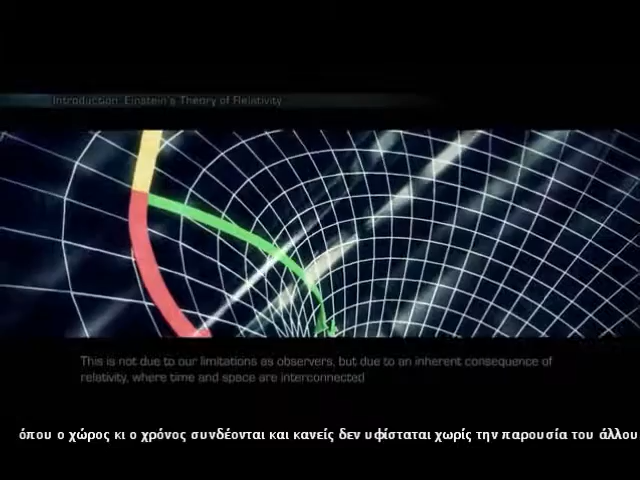 Introduction: Einstein's Theory of Relativity
This is not due to our limitations as observers, but due to an inherent consequence of
relativity, where time and space are interconnected
όπου ο χώρος κι ο χρόνος συνδέονται και κανείς δεν υφίσταται χωρίς την παρουσία του άλλου